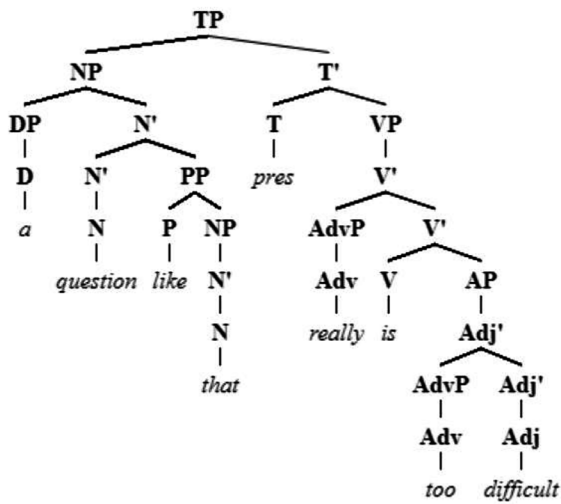 TP
NP T'
DP N' T VP
D N' PP pres V'
a N P NP AdvP V'
question like N' Adv V AP
N really is Adj'
that AdvP Adj'
Adv Adj
too difficult